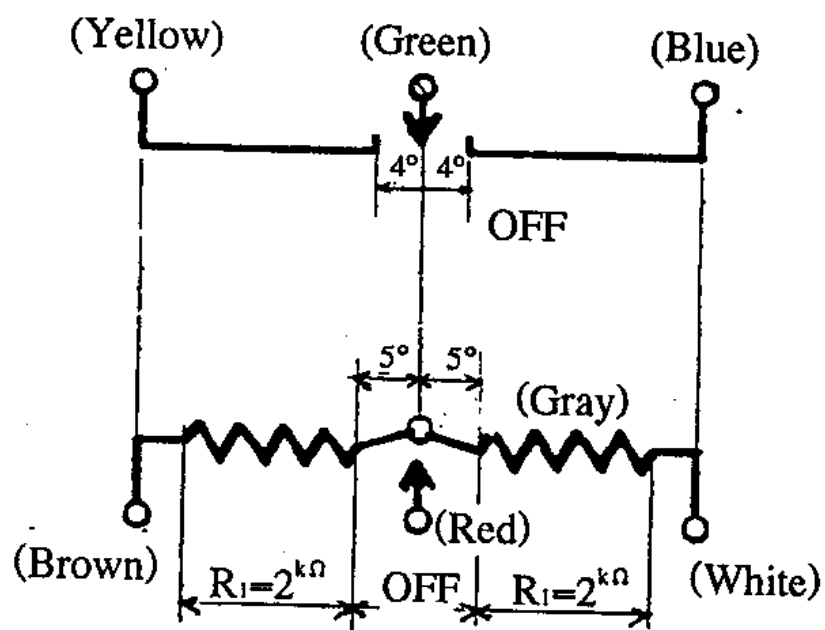 (Yellow) (Green) (Blue)
4° 4°
OFF
5° 5°
(Gray)
(Red)
(Brown) R1=2kΩ OFF R1=2kΩ (White)